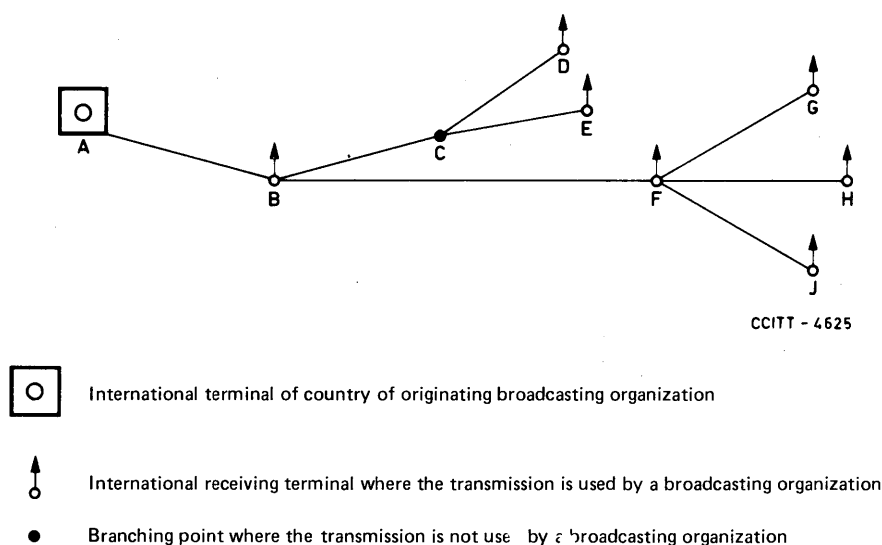 D
G
A
C
E
B
F
H
J
CCITT - 4625
International terminal of country of originating broadcasting organization
International receiving terminal where the transmission is used by a broadcasting organization
Branching point where the transmission is not use by a broadcasting organization